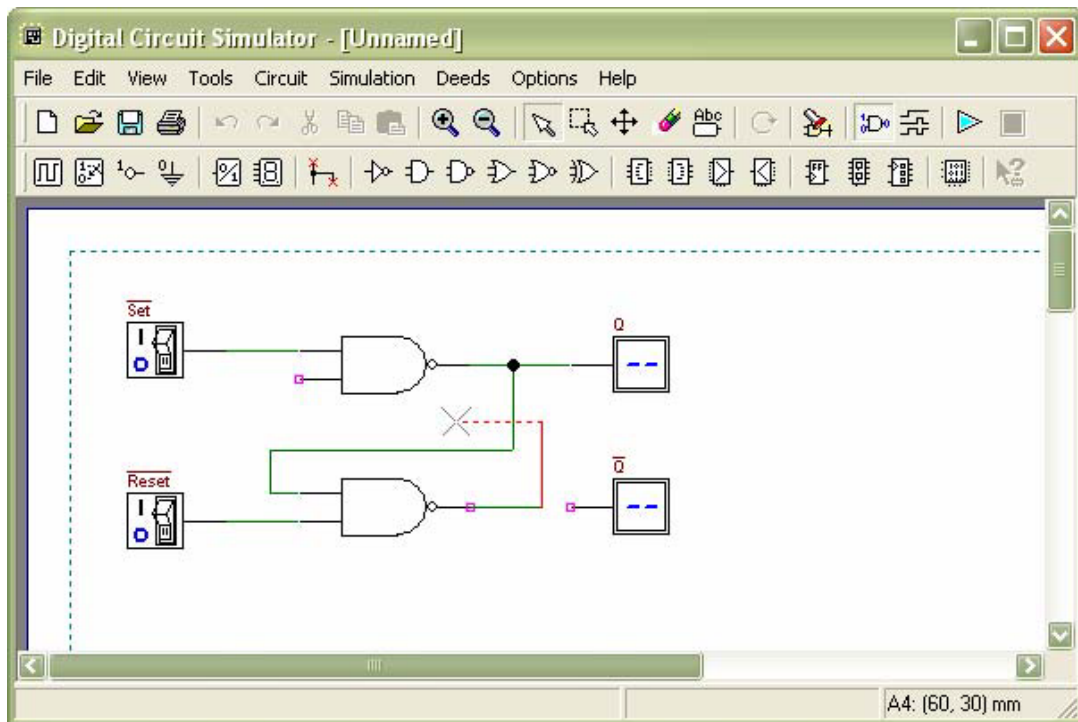 Digital Circuit Simulator - [Unnamed]
File Edit View Tools Circuit Simulation Deeds Options Help
Abc
Set
Q
Reset
Q
A4: (60, 30) mm